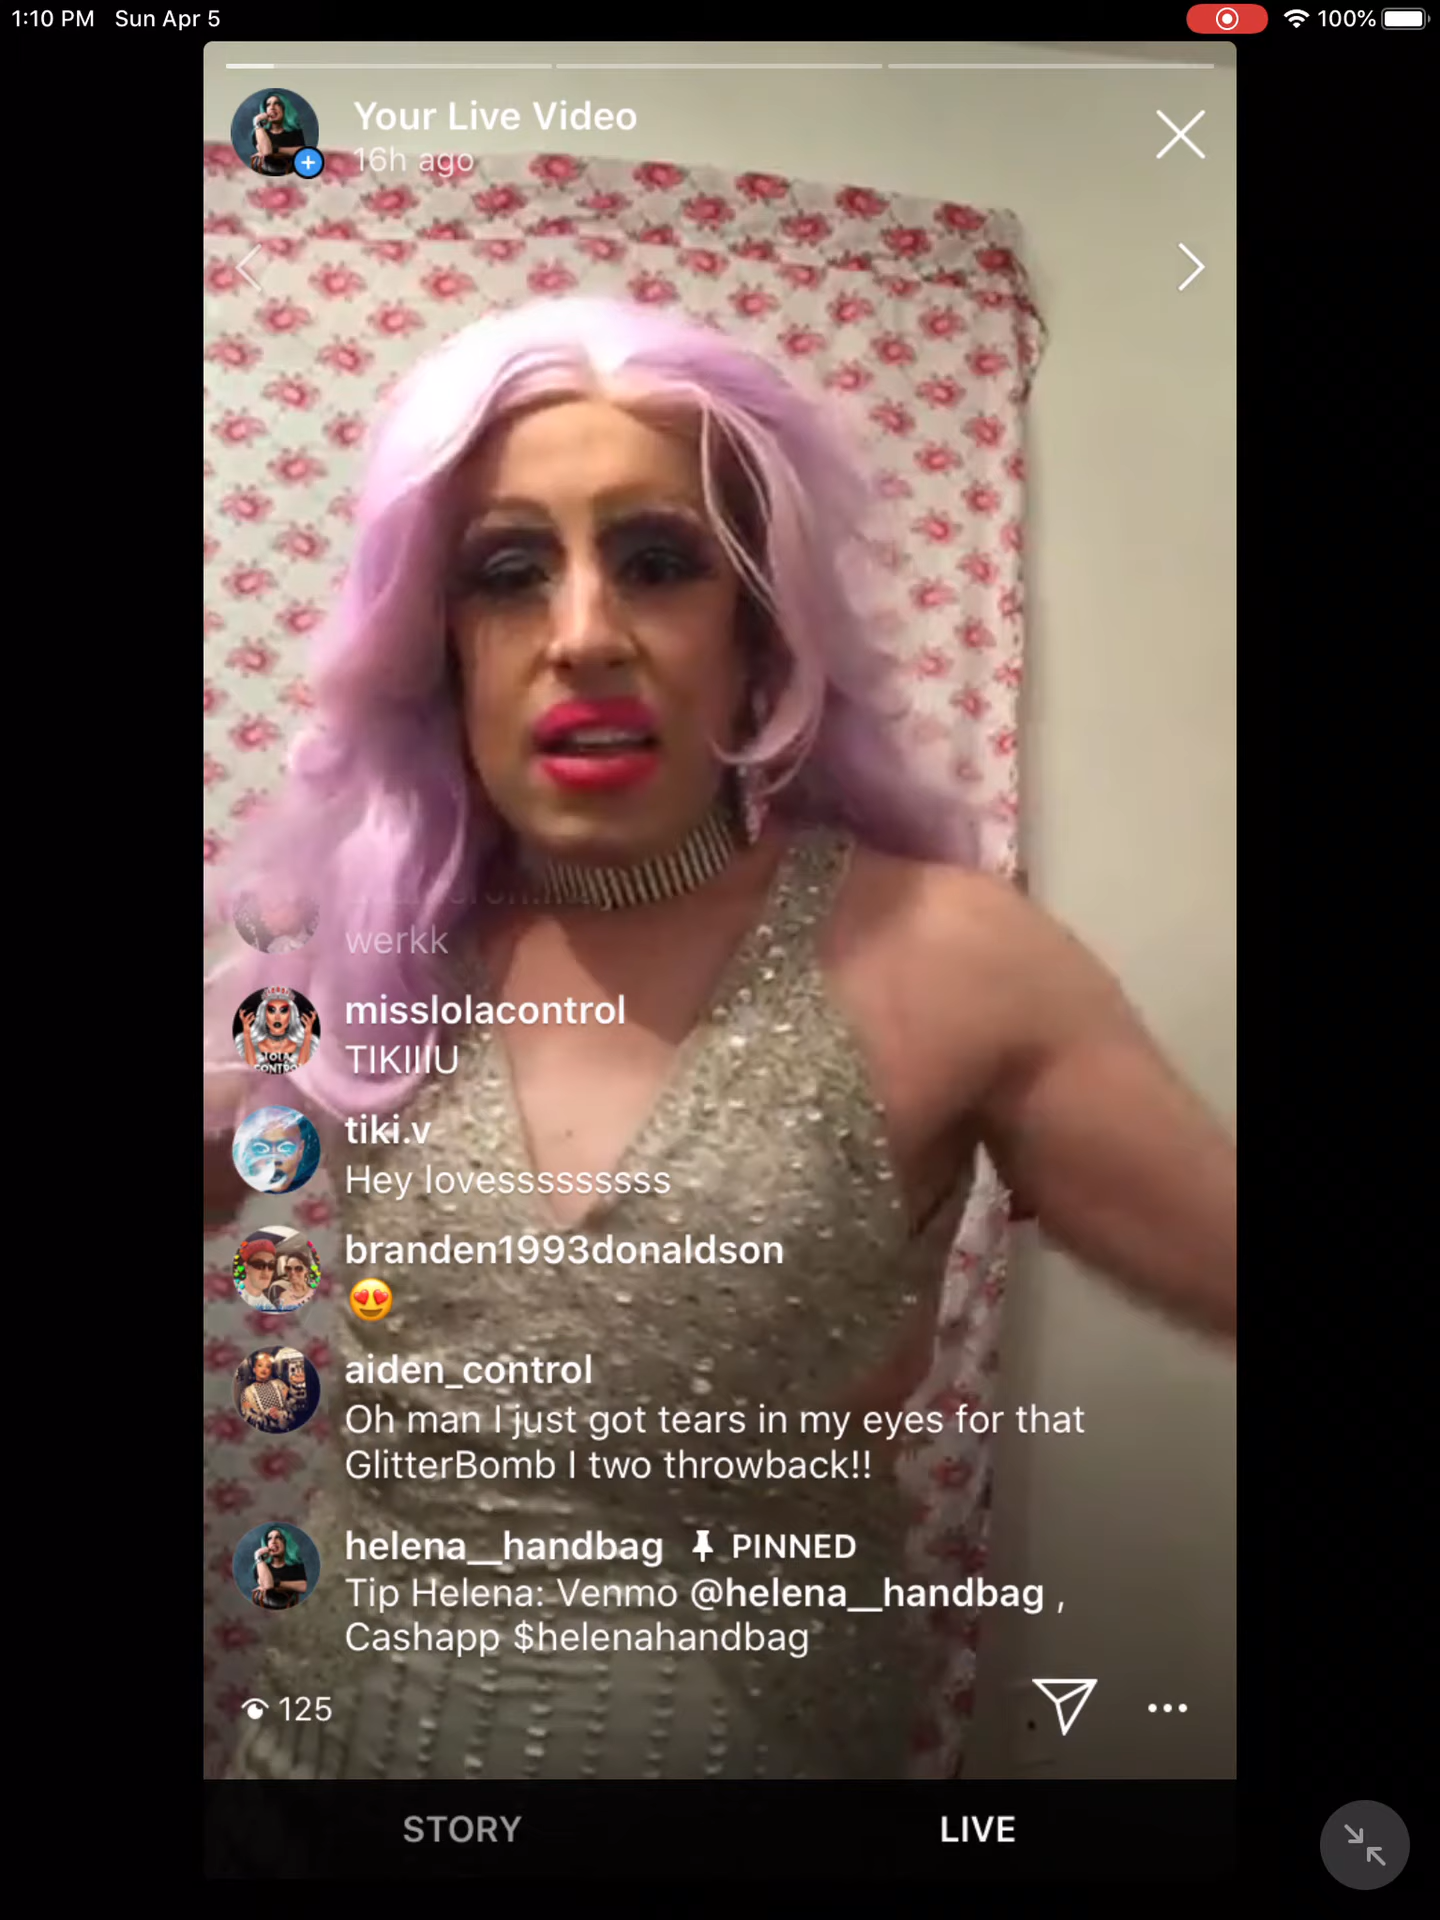 1:10 PM Sun Apr 5
100%
Your Live Video
16h ago
werkk
misslolacontrol
TIKIIIU
tiki.v
Hey lovesssssssss
branden1993donaldson
😍
aiden_control
Oh man I just got tears in my eyes for that
GlitterBomb I two throwback!!
helena__handbag PINNED
Tip Helena: Venmo @helena__handbag ,
Cashapp $helenahandbag
125
STORY
LIVE